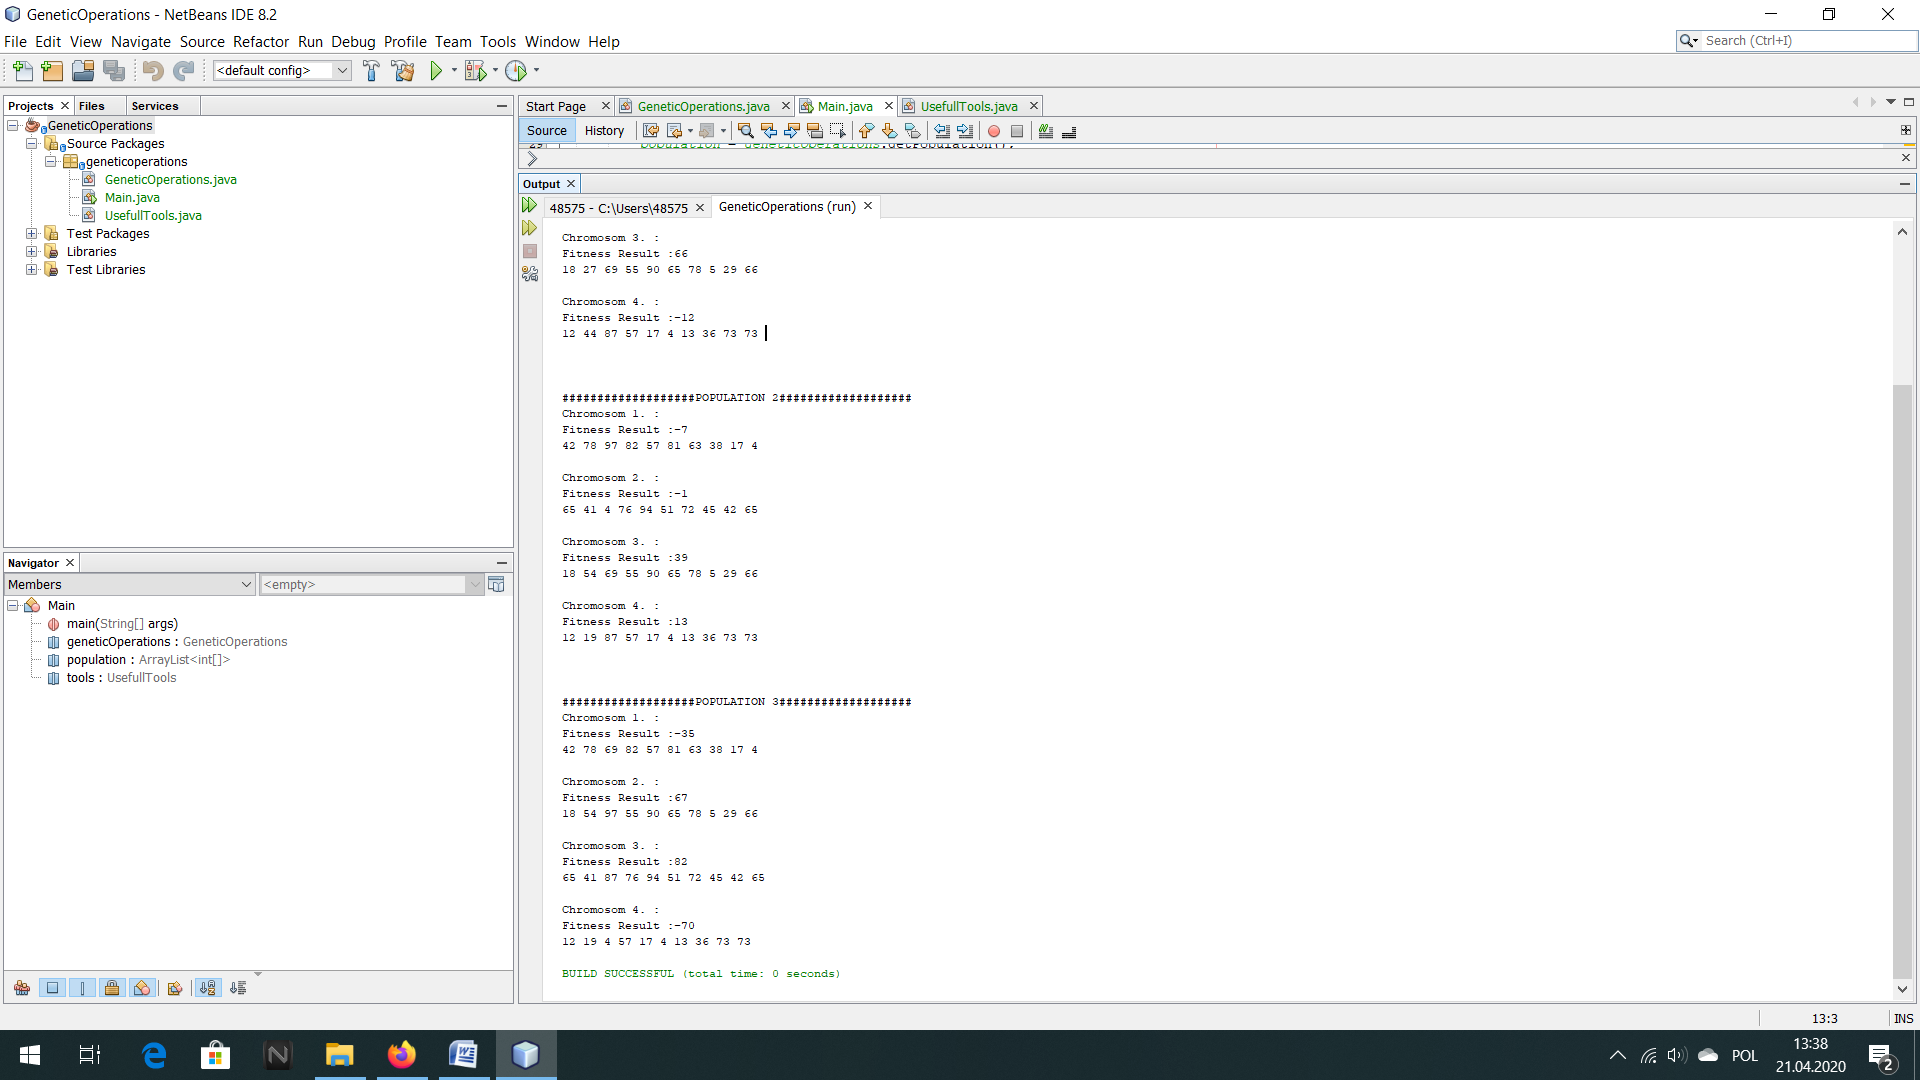 GeneticOperations - NetBeans IDE 8.2
File Edit View Navigate Source Refactor Run Debug Profile Team Tools Window Help
Search (Ctrl+I)
<default config>
Projects Files Services
GeneticOperations
Source Packages
geneticoperations
GeneticOperations.java
Main.java
UsefullTools.java
Test Packages
Libraries
Test Libraries
Navigator
Members <empty>
Main
main(String[] args)
geneticOperations : GeneticOperations
population : ArrayList<int[]>
tools : UsefullTools
Start Page GeneticOperations.java Main.java UsefullTools.java
Source History
29 population = geneticOperations.getPopulation();
Output
48575 - C:\Users\48575 GeneticOperations (run)
Chromosom 3. :
Fitness Result :66
18 27 69 55 90 65 78 5 29 66
Chromosom 4. :
Fitness Result :-12
12 44 87 57 17 4 13 36 73 73
###################POPULATION 2###################
Chromosom 1. :
Fitness Result :-7
42 78 97 82 57 81 63 38 17 4
Chromosom 2. :
Fitness Result :-1
65 41 4 76 94 51 72 45 42 65
Chromosom 3. :
Fitness Result :39
18 54 69 55 90 65 78 5 29 66
Chromosom 4. :
Fitness Result :13
12 19 87 57 17 4 13 36 73 73
###################POPULATION 3###################
Chromosom 1. :
Fitness Result :-35
42 78 69 82 57 81 63 38 17 4
Chromosom 2. :
Fitness Result :67
18 54 97 55 90 65 78 5 29 66
Chromosom 3. :
Fitness Result :82
65 41 87 76 94 51 72 45 42 65
Chromosom 4. :
Fitness Result :-70
12 19 4 57 17 4 13 36 73 73
BUILD SUCCESSFUL (total time: 0 seconds)
13:3 INS
POL
13:38
21.04.2020
2